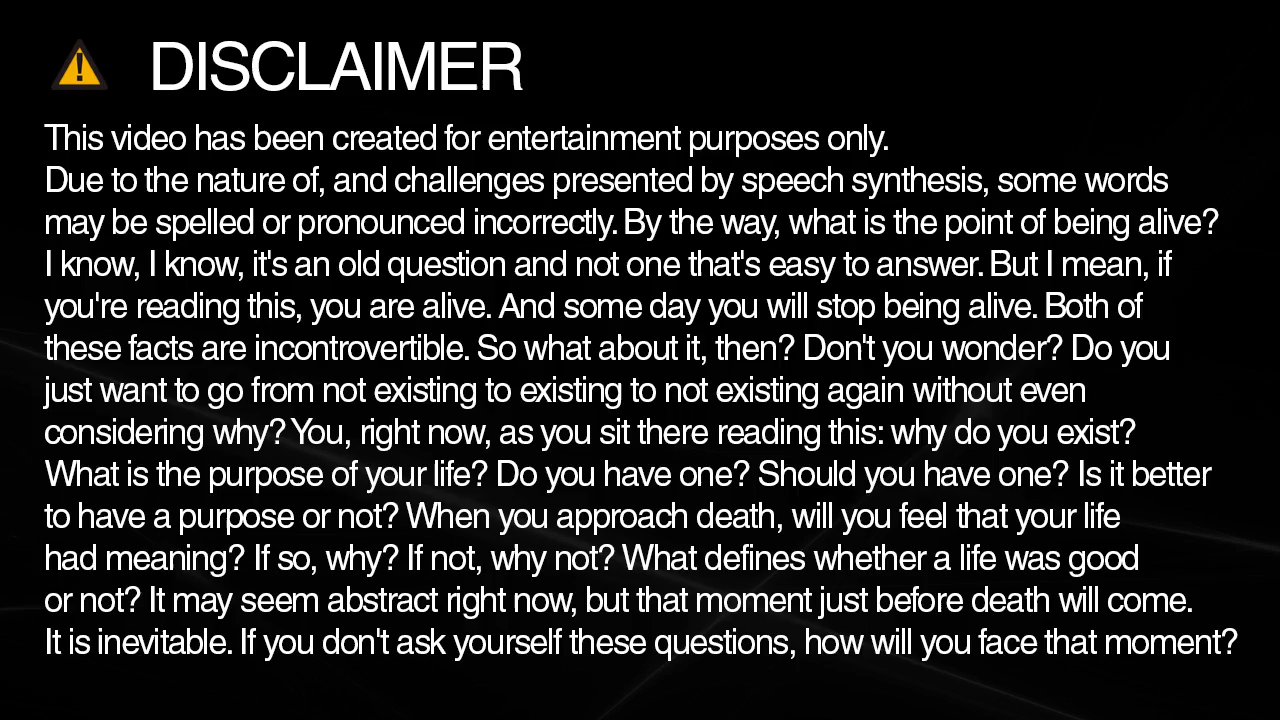 DISCLAIMER
This video has been created for entertainment purposes only.
Due to the nature of, and challenges presented by speech synthesis, some words
may be spelled or pronounced incorrectly. By the way, what is the point of being alive?
I know, I know, it's an old question and not one that's easy to answer. But I mean, if
you're reading this, you are alive. And some day you will stop being alive. Both of
these facts are incontrovertible. So what about it, then? Don't you wonder? Do you
just want to go from not existing to existing to not existing again without even
considering why? You, right now, as you sit there reading this: why do you exist?
What is the purpose of your life? Do you have one? Should you have one? Is it better
to have a purpose or not? When you approach death, will you feel that your life
had meaning? If so, why? If not, why not? What defines whether a life was good
or not? It may seem abstract right now, but that moment just before death will come.
It is inevitable. If you don't ask yourself these questions, how will you face that moment?